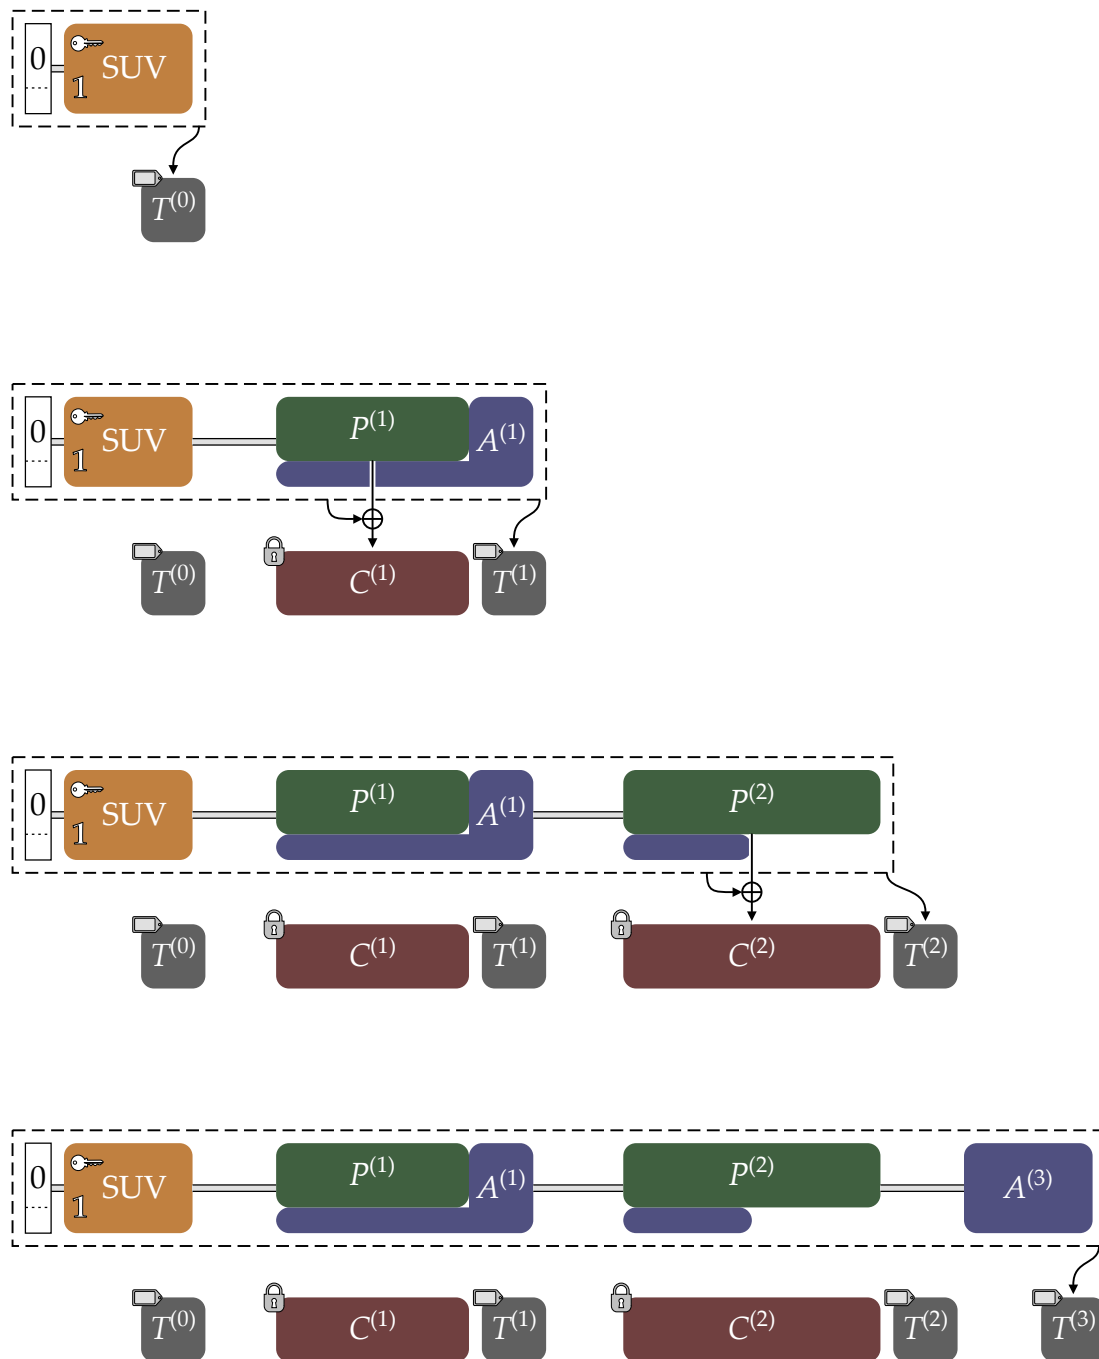 0 SUV
1
T^(0)
0 SUV P^(1) A^(1)
1
T^(0) C^(1) T^(1)
0 SUV P^(1) A^(1) P^(2)
1
T^(0) C^(1) T^(1) C^(2) T^(2)
0 SUV P^(1) A^(1) P^(2) A^(3)
1
T^(0) C^(1) T^(1) C^(2) T^(2) T^(3)